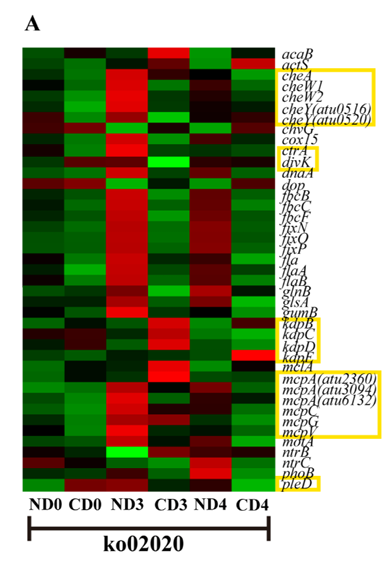 A
acaB
actS
cheA
cheW1
cheW2
cheY(atu0516)
cheY(atu0520)
chvG
cox15
ctrA
divK
dnaA
dop
fbcB
fbcC
fbcF
fixN
fixO
fixP
fla
flaA
flaB
glnB
glsA
gumB
kdpB
kdpC
kdpD
kdpE
mclA
mcpA(atu2360)
mcpA(atu3094)
mcpA(atu6132)
mcpC
mcpG
mcpV
motA
ntrB
ntrC
phoB
pleD
ND0 CD0 ND3 CD3 ND4 CD4
ko02020